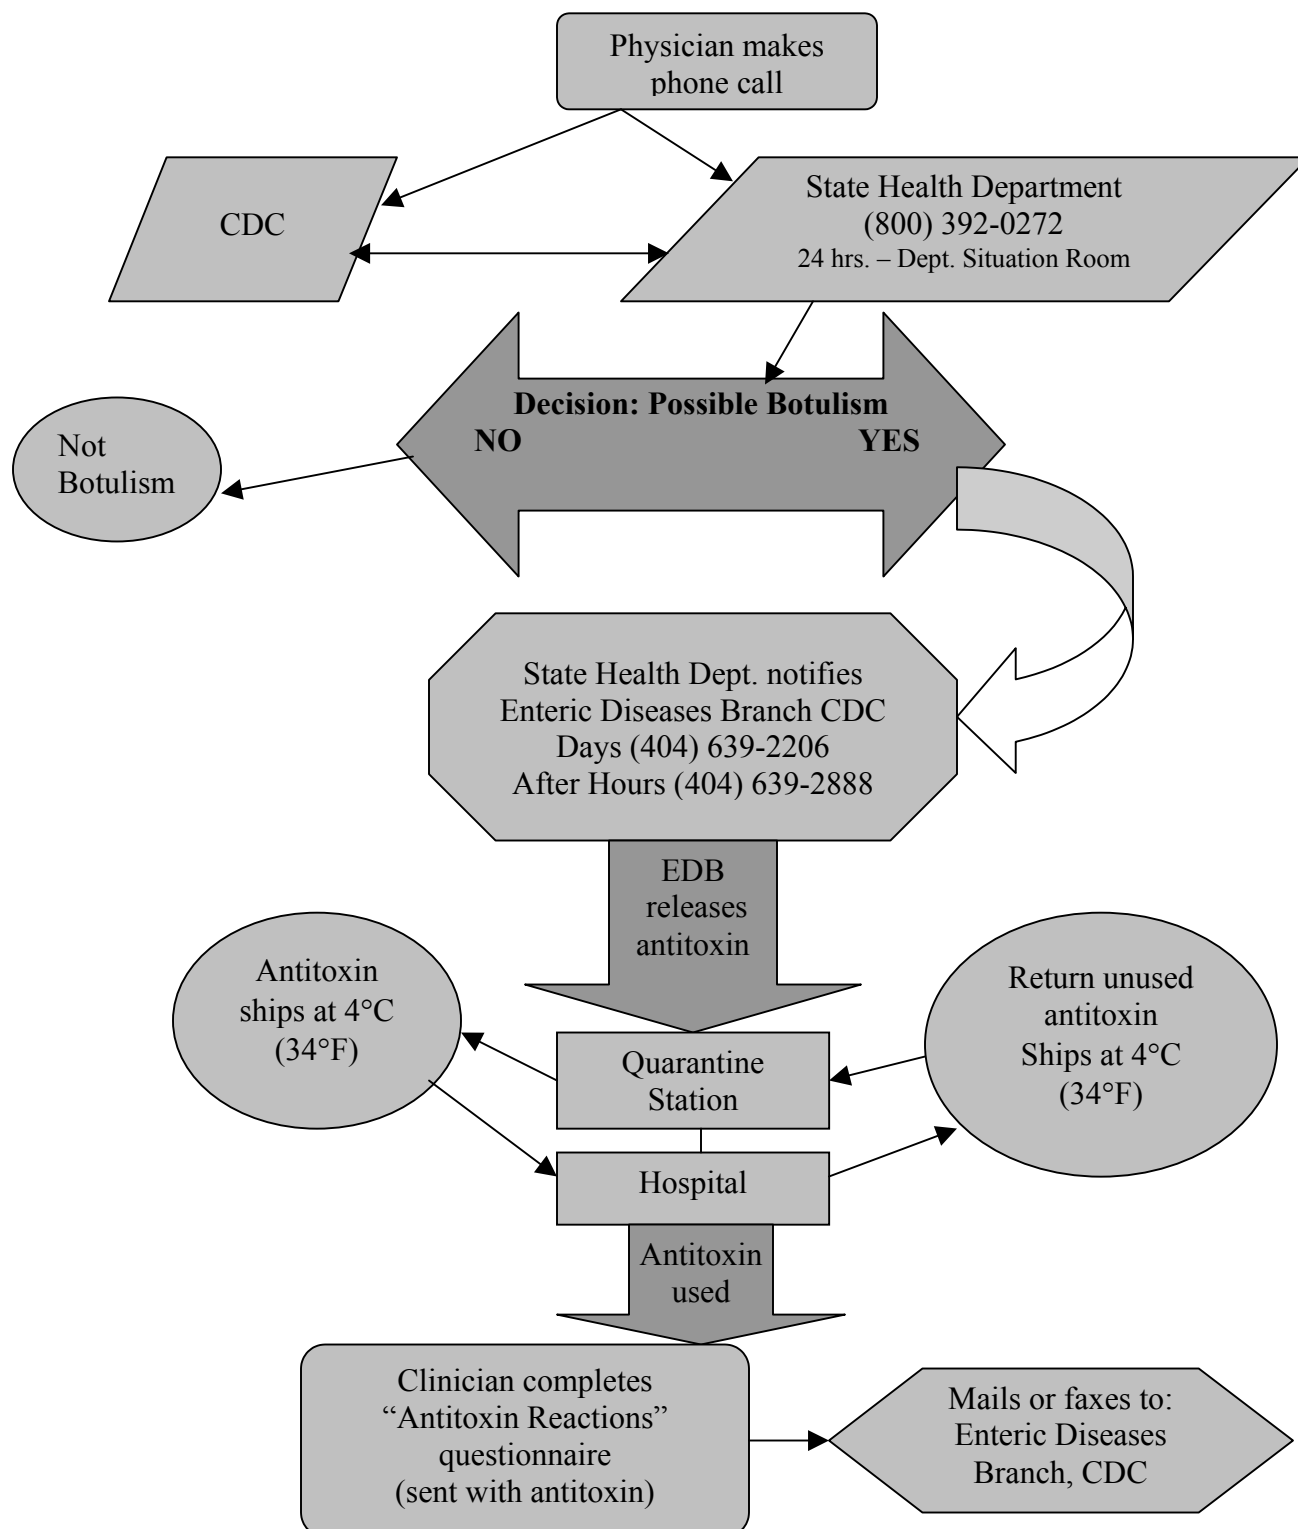 Physician makes
phone call
CDC
State Health Department
(800) 392-0272
24 hrs. – Dept. Situation Room
Decision: Possible Botulism
NO YES
Not
Botulism
State Health Dept. notifies
Enteric Diseases Branch CDC
Days (404) 639-2206
After Hours (404) 639-2888
EDB
releases
antitoxin
Antitoxin
ships at 4°C
(34°F)
Return unused
antitoxin
Ships at 4°C
(34°F)
Quarantine
Station
Hospital
Antitoxin
used
Clinician completes
“Antitoxin Reactions”
questionnaire
(sent with antitoxin)
Mails or faxes to:
Enteric Diseases
Branch, CDC